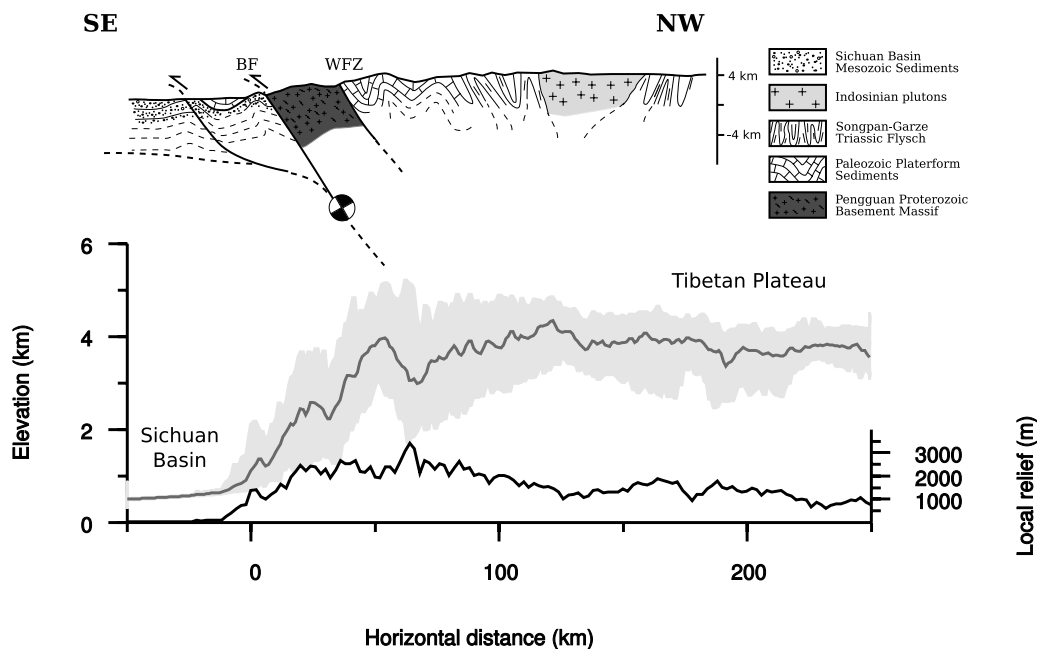 SE
NW
BF
WFZ
4 km
-4 km
Sichuan Basin
Mesozoic Sediments
Indosinian plutons
Songpan-Garze
Triassic Flysch
Paleozoic Platerform
Sediments
Pengguan Proterozoic
Basement Massif
6
4
2
0
Elevation (km)
Tibetan Plateau
Sichuan
Basin
3000
2000
1000
Local relief (m)
0
100
200
Horizontal distance (km)